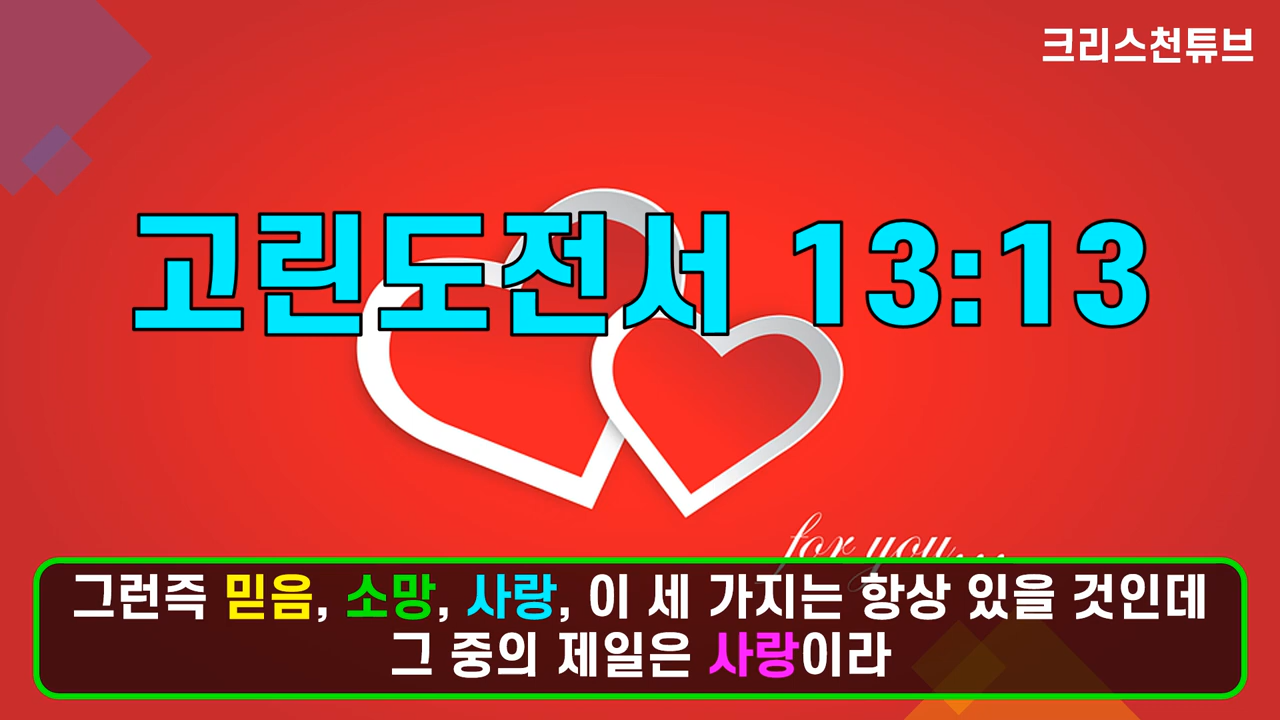 크리스천튜브
고린도전서 13:13
for you...
그런즉 믿음, 소망, 사랑, 이 세 가지는 항상 있을 것인데
그 중의 제일은 사랑이라